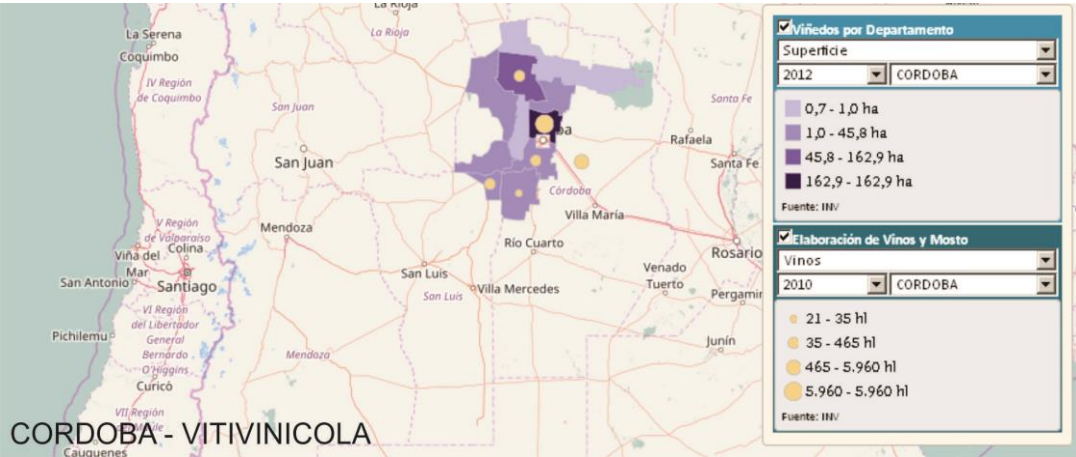 La Rioja
La Serena
Coquimbo
La Rioja
IV Región
de Coquimbo
San Juan
Santa Fe
Rafaela
San Juan
Santa Fe
Córdoba
V Región
de Valparaíso
Mendoza
Villa María
Viña del
Mar
Colina
Río Cuarto
Rosario
San Antonio
Santiago
San Luis
San Luis
Villa Mercedes
Venado
Tuerto
VI Región
del Libertador
General
Bernardo
O'Higgins
Pichilemu
Junín
Mendoza
Curicó
VII Región
Cauquenes
CORDOBA - VITIVINICOLA
Viñedos por Departamento
Superficie
2012 CORDOBA
0,7 - 1,0 ha
1,0 - 45,8 ha
45,8 - 162,9 ha
162,9 - 162,9 ha
Fuente: INV
Elaboración de Vinos y Mosto
Vinos
2010 CORDOBA
21 - 35 hl
35 - 465 hl
465 - 5.960 hl
5.960 - 5.960 hl
Fuente: INV